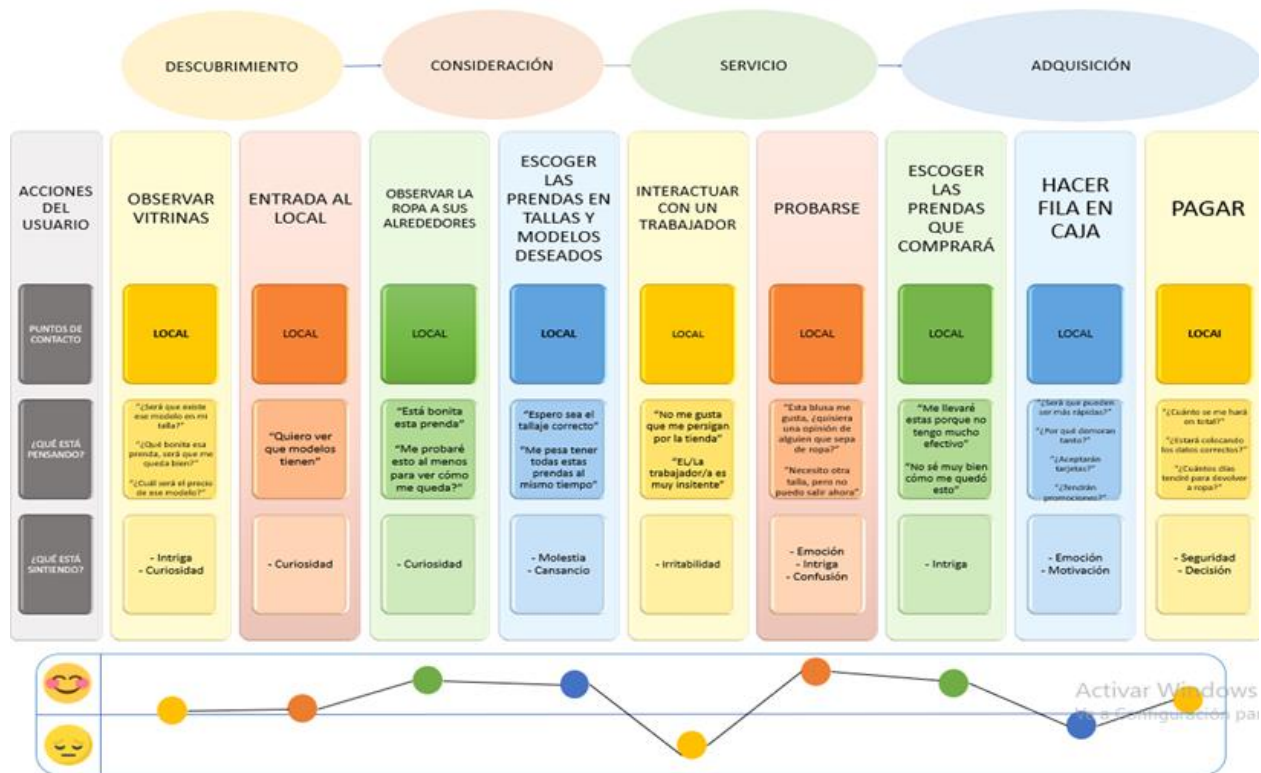 DESCUBRIMIENTO
CONSIDERACIÓN
SERVICIO
ADQUISICIÓN
ACCIONES
DEL
USUARIO
OBSERVAR
VITRINAS
ENTRADA AL
LOCAL
OBSERVAR LA
ROPA A SUS
ALREDEDORES
ESCOGER
LAS
PRENDAS EN
TALLAS Y
MODELOS
DESEADOS
INTERACTUAR
CON UN
TRABAJADOR
PROBARSE
ESCOGER
LAS
PRENDAS
QUE
COMPRARÁ
HACER
FILA EN
CAJA
PAGAR
PUNTOS DE
CONTACTO
LOCAL
LOCAL
LOCAL
LOCAL
LOCAL
LOCAL
LOCAL
LOCAL
LOCAl
¿QUÉ ESTÁ
PENSANDO?
"¿Será que existe
ese modelo en mi
talla?"
"¿Qué bonita esa
prenda, será que me
queda bien?"
"¿Cuál será el precio
de ese modelo?"
"Quiero ver
que modelos
tienen"
"Está bonita
esta prenda"
"Me probaré
esto al menos
para ver cómo
me queda?"
"Espero sea el
tallaje correcto"
"Me pesa tener
todas estas
prendas al
mismo tiempo"
"No me gusta
que me persigan
por la tienda"
"EL/La
trabajador/a es
muy insitente"
"Esta blusa me
gusta, ¿quisiera
una opinión de
alguien que sepa
de ropa?"
"Necesito otra
talla, pero no
puedo salir ahora"
"Me llevaré
estas porque no
tengo mucho
efectivo"
"No sé muy bien
cómo me quedó
esto"
"¿Será que pueden
ser más rápidas?"
"¿Por qué demoran
tanto?"
"¿Aceptarán
tarjetas?"
"¿Tendrán
promociones?"
"¿Cuánto se me hará
en total?"
"¿Estará colocando
los datos correctos?"
"¿Cuántos días
tendré para devolver
a ropa?"
¿QUÉ ESTÁ
SINTIENDO?
- Intriga
- Curiosidad
- Curiosidad
- Curiosidad
- Molestia
- Cansancio
- Irritabilidad
- Emoción
- Intriga
- Confusión
- Intriga
- Emoción
- Motivación
- Seguridad
- Decisión
Activar Windows
Ve a Configuración par